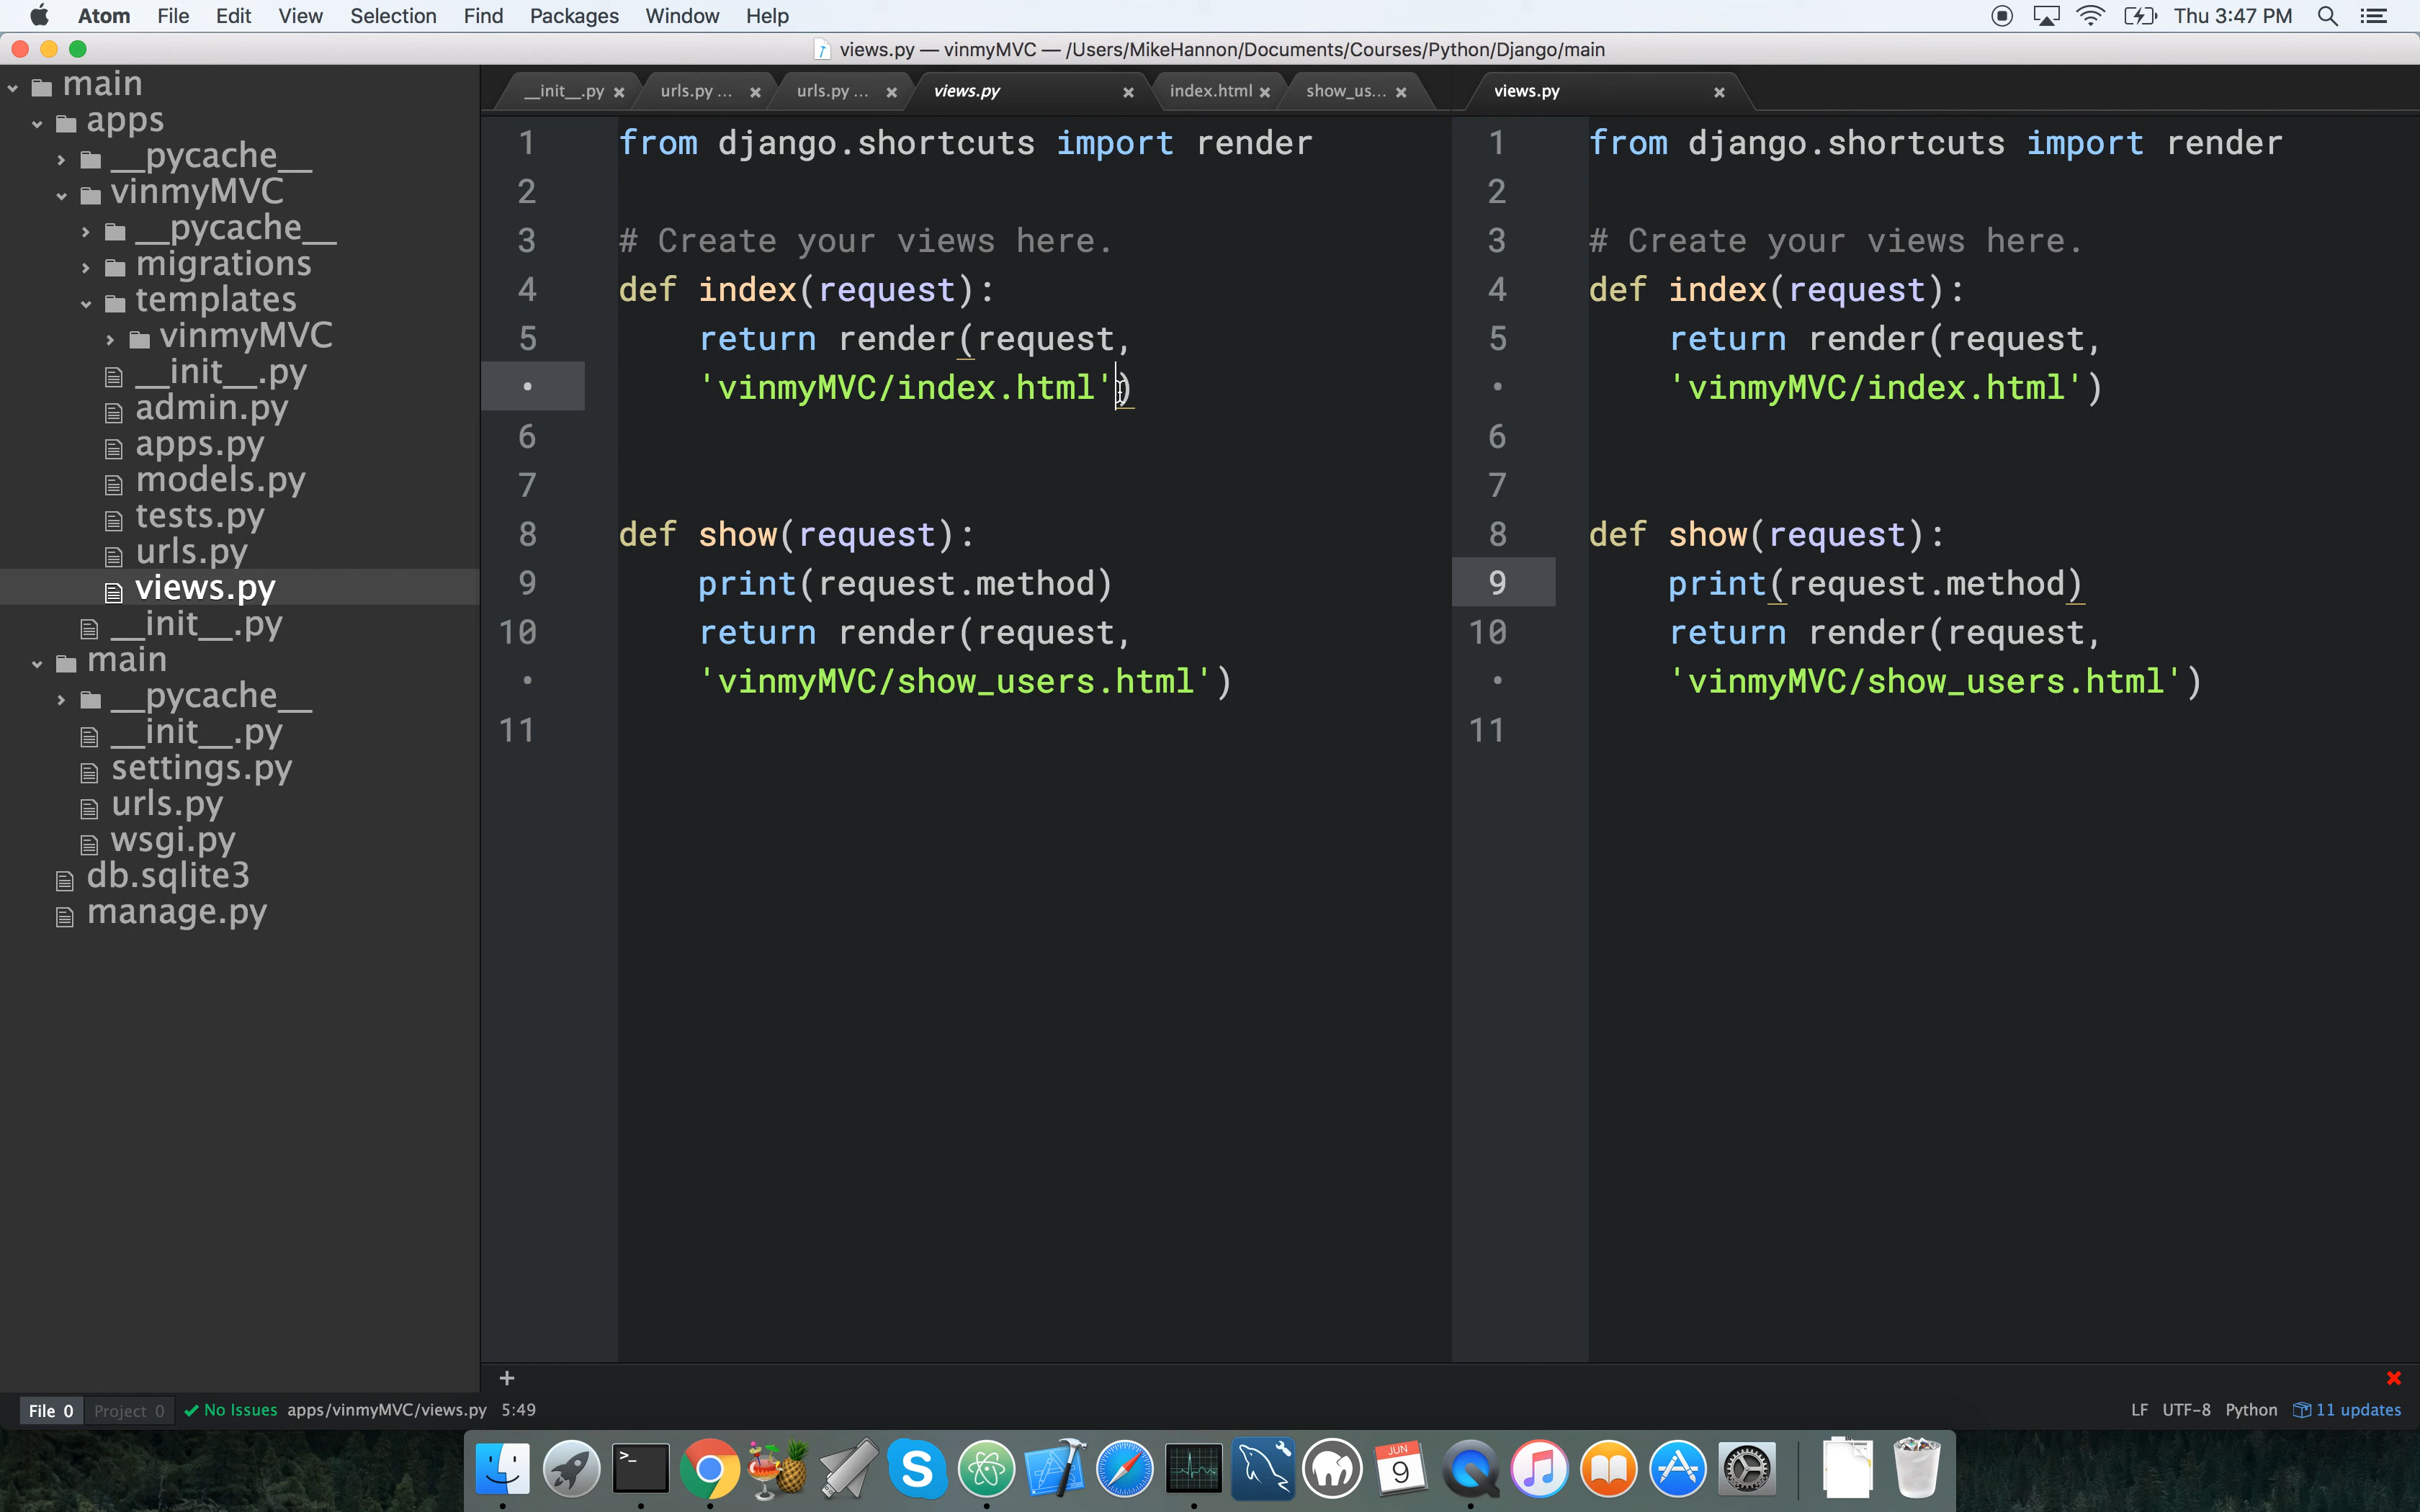 Atom File Edit View Selection Find Packages Window Help Thu 3:47 PM
views.py — vinmyMVC — /Users/MikeHannon/Documents/Courses/Python/Django/main
main
apps
__pycache__
vinmyMVC
__pycache__
migrations
templates
vinmyMVC
__init__.py
admin.py
apps.py
models.py
tests.py
urls.py
views.py
__init__.py
main
__pycache__
__init__.py
settings.py
urls.py
wsgi.py
db.sqlite3
manage.py
__init__.py urls.py ... urls.py ... views.py index.html show_us...
1 from django.shortcuts import render
2
3 # Create your views here.
4 def index(request):
5 return render(request,
• 'vinmyMVC/index.html')
6
7
8 def show(request):
9 print(request.method)
10 return render(request,
• 'vinmyMVC/show_users.html')
11
views.py
1 from django.shortcuts import render
2
3 # Create your views here.
4 def index(request):
5 return render(request,
• 'vinmyMVC/index.html')
6
7
8 def show(request):
9 print(request.method)
10 return render(request,
• 'vinmyMVC/show_users.html')
11
+
File 0 Project 0 No Issues apps/vinmyMVC/views.py 5:49 LF UTF-8 Python 11 updates
>_
S
JUN
9